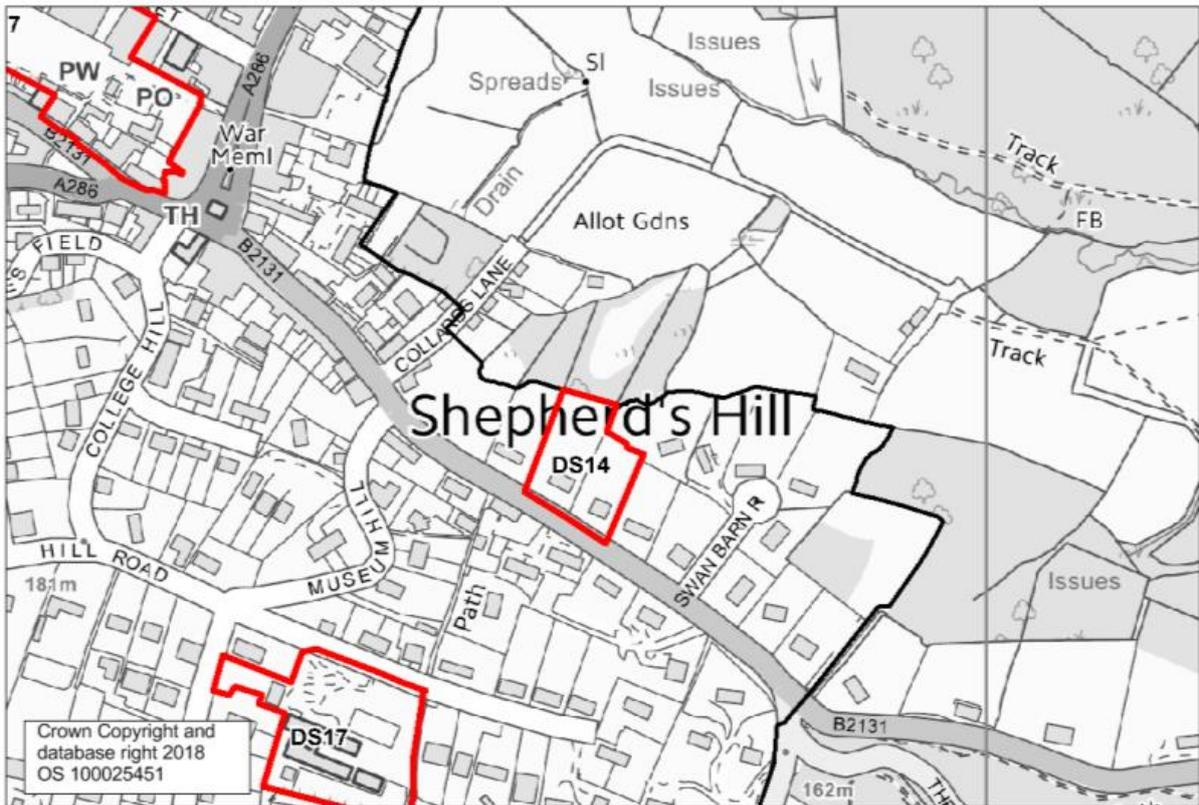 7
ET
PW
PO
A286
B2131
War
Meml
A286
TH
FIELD
B2131
COLLEGE HILL
COLLARDS LANE
Issues
SI
Spreads
Issues
Drain
Allot Gdns
Track
FB
Track
Shepherd's Hill
DS14
MUSEUM HILL
HILL ROAD
181m
Path
SWAN BARN R
Issues
DS17
B2131
162m
Crown Copyright and
database right 2018
OS 100025451